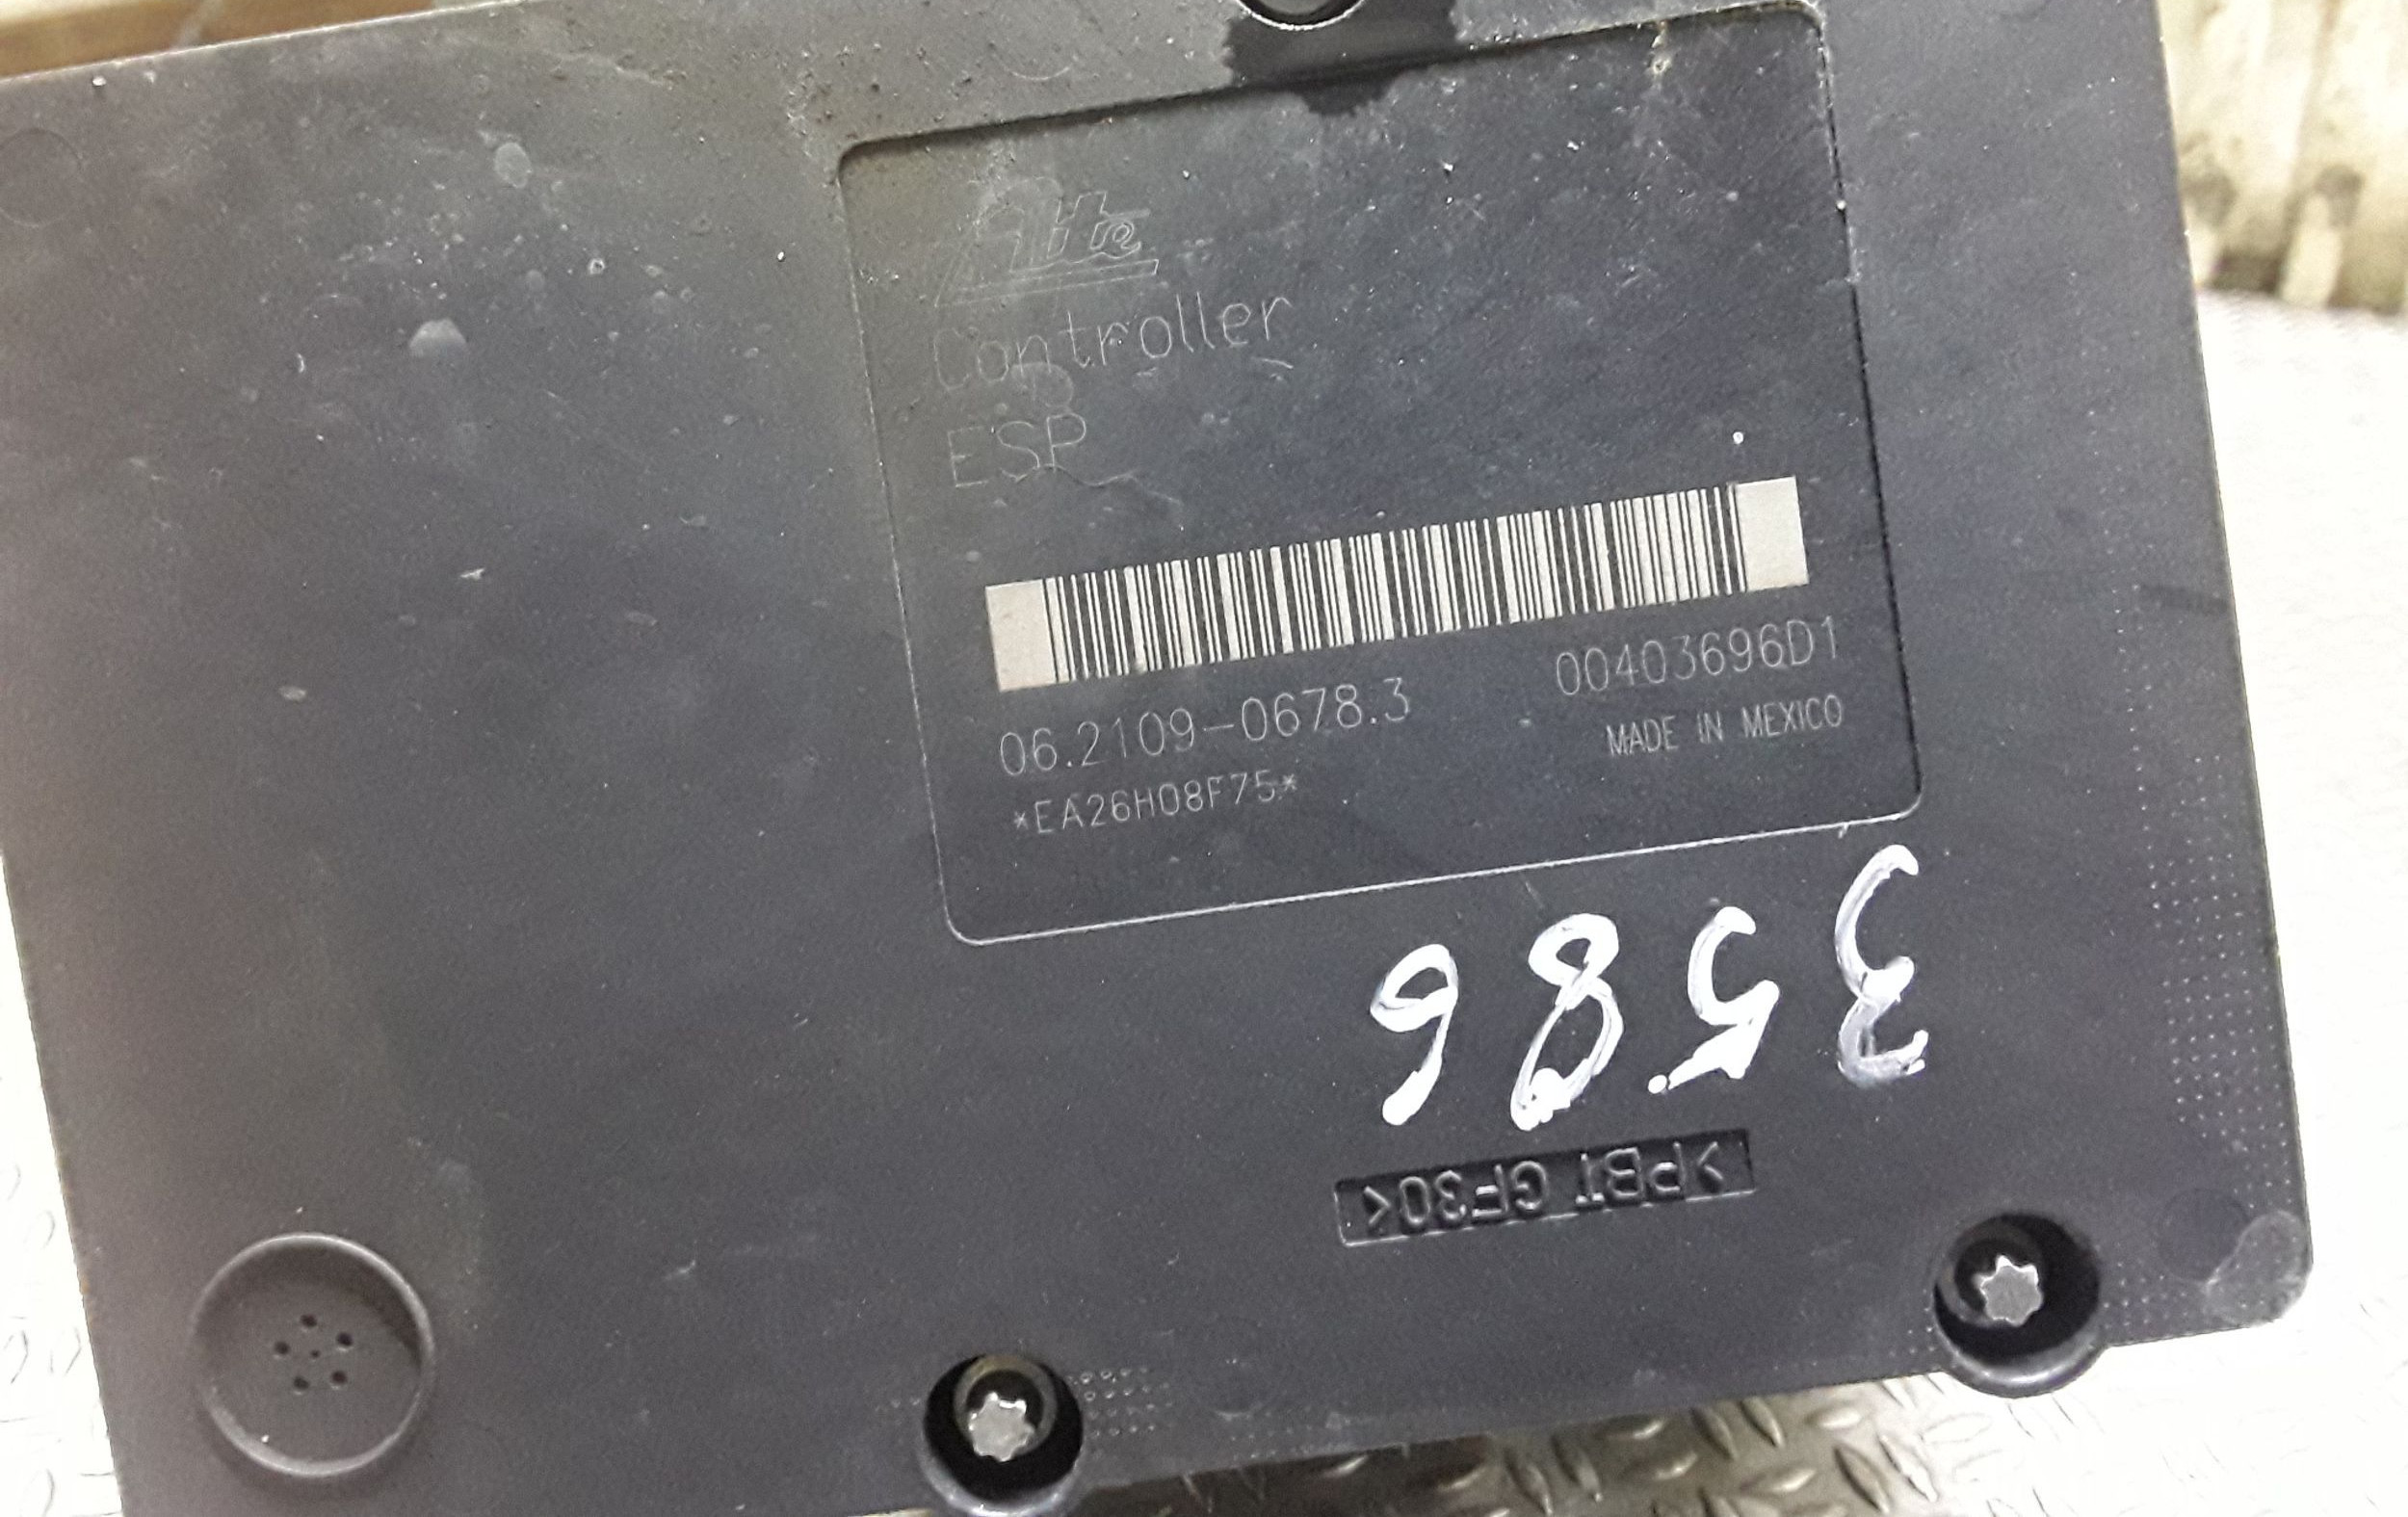 Ate
Controller
ESP
06.2109-0678.3
00403696D1
MADE IN MEXICO
*EA26H08F75*
3586
>PBT GF30<